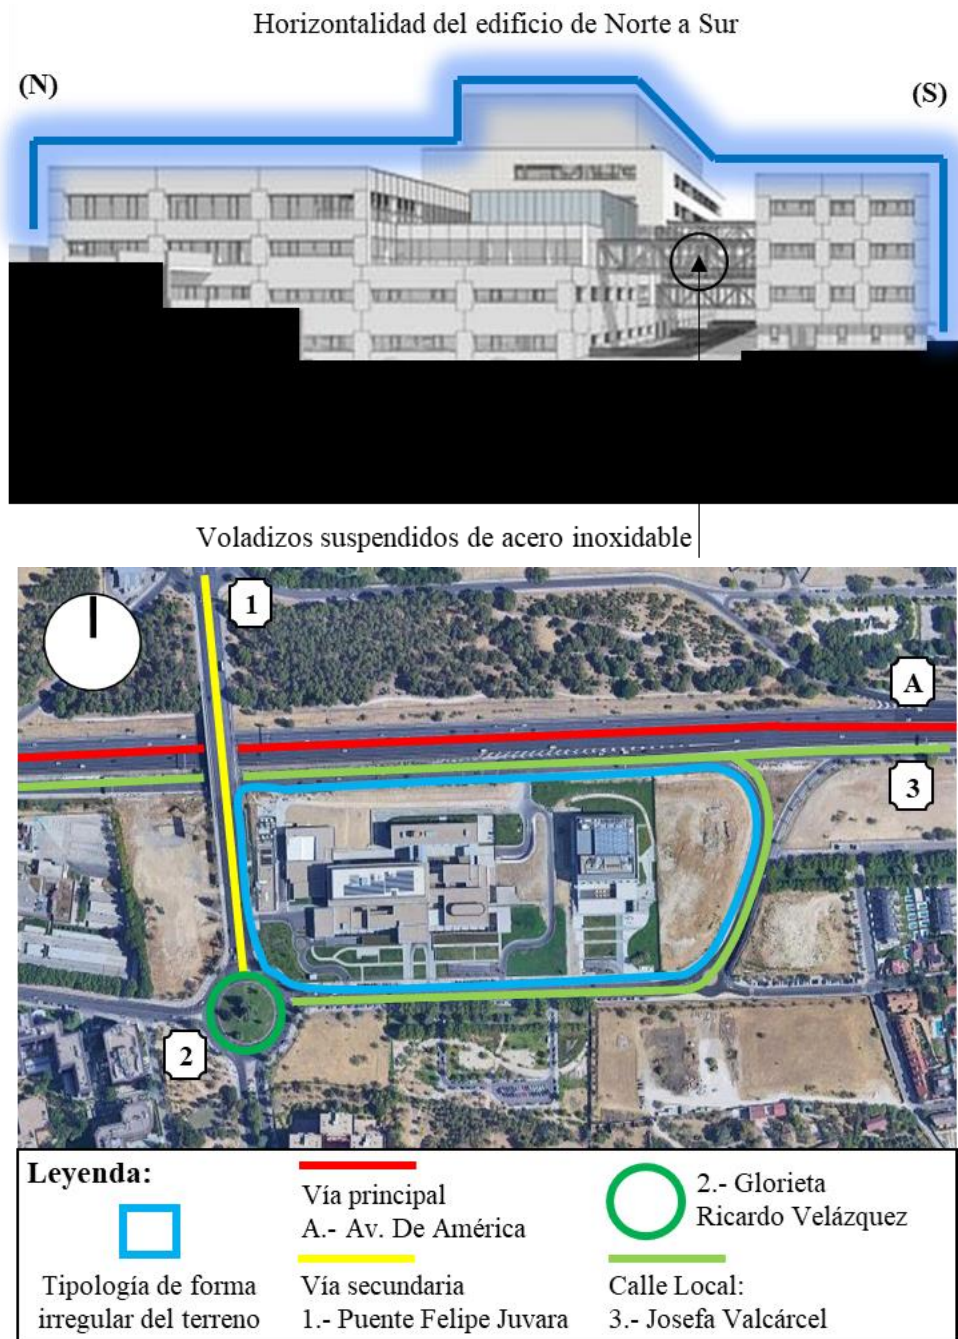 Horizontalidad del edificio de Norte a Sur
(N)
(S)
Voladizos suspendidos de acero inoxidable
1
A
3
2
Leyenda:
Tipología de forma
irregular del terreno
Vía principal
A.- Av. De América
Vía secundaria
1.- Puente Felipe Juvara
2.- Glorieta
Ricardo Velázquez
Calle Local:
3.- Josefa Valcárcel